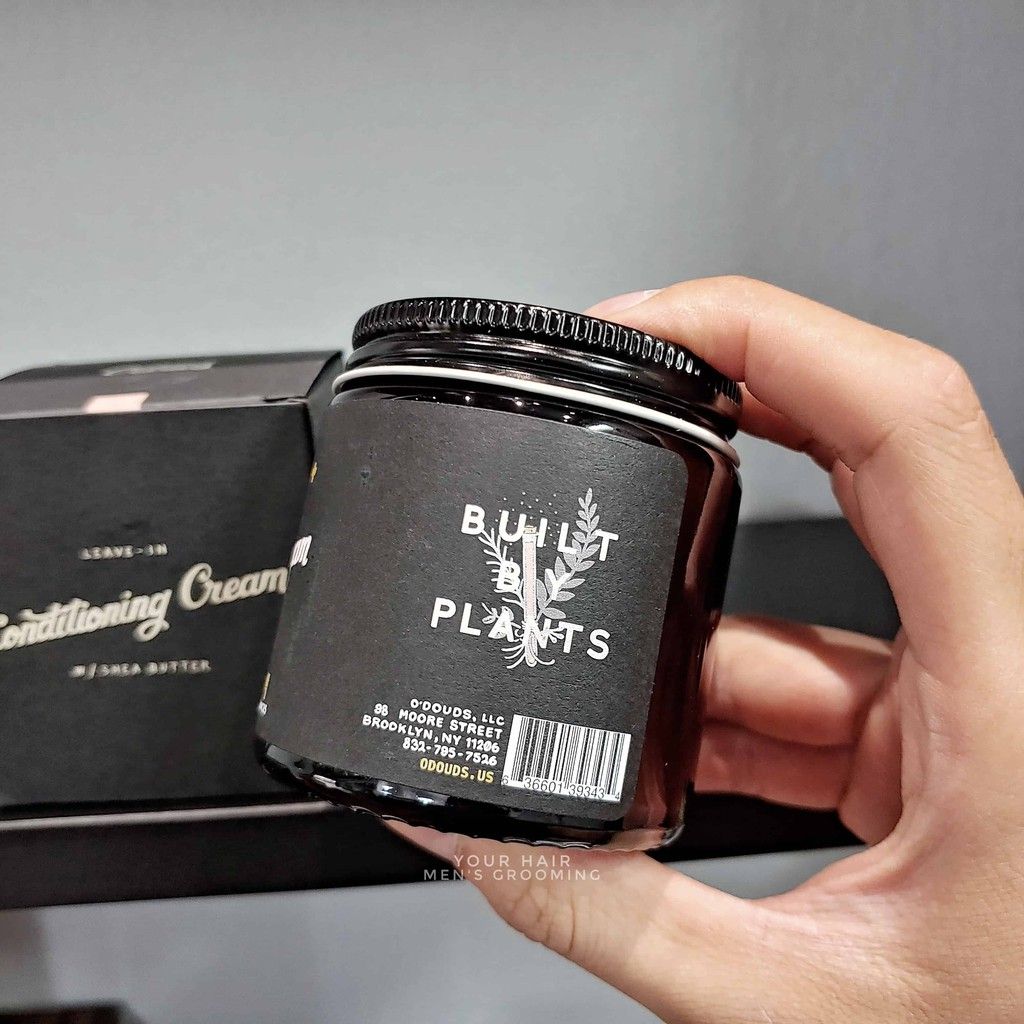 LEAVE-IN
Conditioning Cream
W/SHEA BUTTER
BUILT
BY
PLANTS
O'DOUDS, LLC
98 MOORE STREET
BROOKLYN, NY 11206
832-795-7526
ODOUDS.US
6 36601 39343 4
YOUR HAIR
MEN'S GROOMING